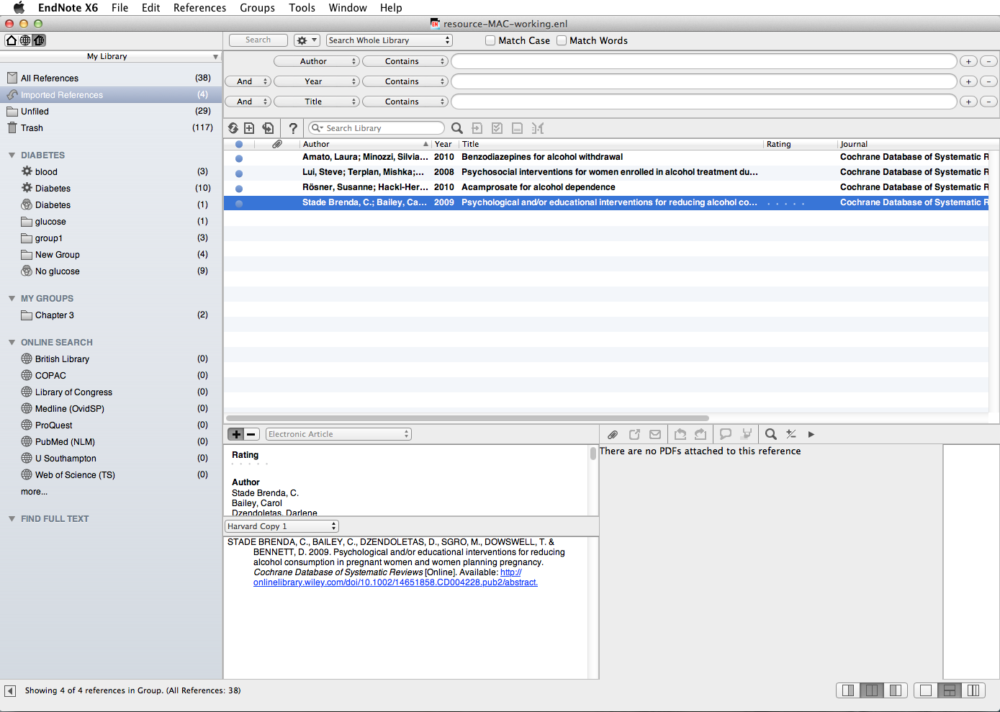 EndNote X6 File Edit References Groups Tools Window Help
resource-MAC-working.enl
Search Search Whole Library Match Case Match Words
My Library
Author Contains + -
And Year Contains + -
And Title Contains + -
All References (38)
Imported References (4)
Unfiled (29)
Trash (117)
DIABETES
blood (3)
Diabetes (10)
Diabetes (1)
glucose (1)
group1 (3)
New Group (4)
No glucose (9)
MY GROUPS
Chapter 3 (2)
ONLINE SEARCH
British Library (0)
COPAC (0)
Library of Congress (0)
Medline (OvidSP) (0)
ProQuest (0)
PubMed (NLM) (0)
U Southampton (0)
Web of Science (TS) (0)
more...
FIND FULL TEXT
? Search Library
Author Year Title Rating Journal
Amato, Laura; Minozzi, Silvia... 2010 Benzodiazepines for alcohol withdrawal Cochrane Database of Systematic R
Lui, Steve; Terplan, Mishka;... 2008 Psychosocial interventions for women enrolled in alcohol treatment du... Cochrane Database of Systematic R
Rösner, Susanne; Hackl-Her... 2010 Acamprosate for alcohol dependence Cochrane Database of Systematic R
Stade Brenda, C.; Bailey, Ca... 2009 Psychological and/or educational interventions for reducing alcohol co... Cochrane Database of Systematic R
Electronic Article
Rating
Author
Stade Brenda, C.
Bailey, Carol
Dzendoletas, Darlene
Harvard Copy 1
STADE BRENDA, C., BAILEY, C., DZENDOLETAS, D., SGRO, M., DOWSWELL, T. &
BENNETT, D. 2009. Psychological and/or educational interventions for reducing
alcohol consumption in pregnant women and women planning pregnancy.
Cochrane Database of Systematic Reviews [Online]. Available: http://
onlinelibrary.wiley.com/doi/10.1002/14651858.CD004228.pub2/abstract.
There are no PDFs attached to this reference
Showing 4 of 4 references in Group. (All References: 38)